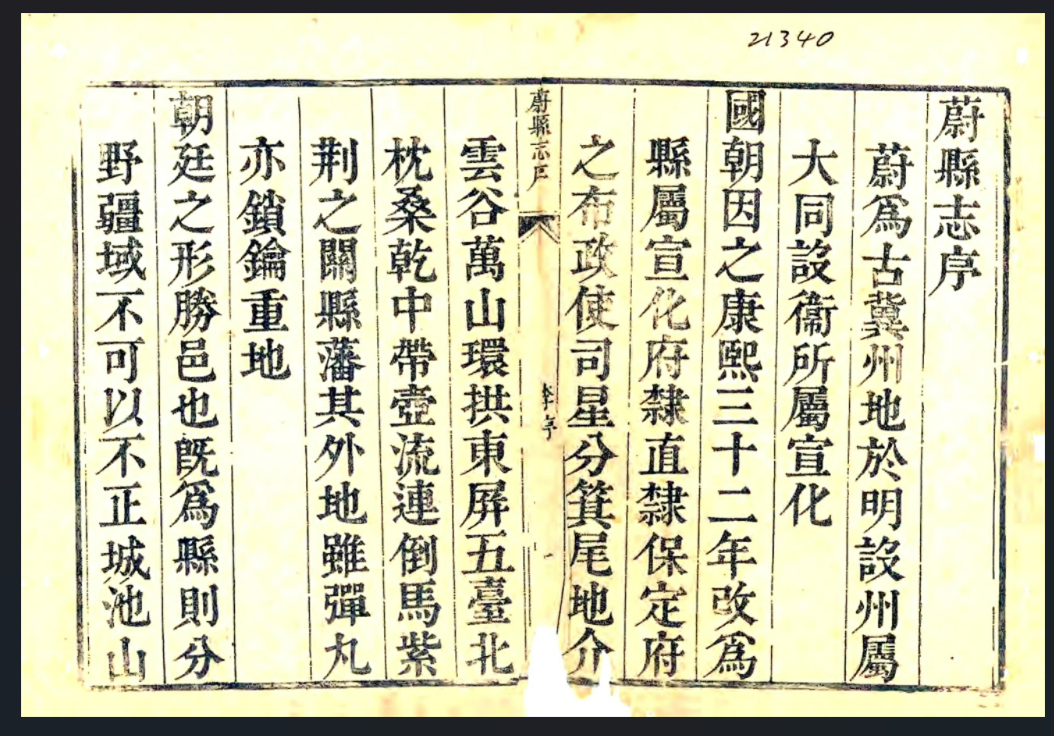 21340
蔚縣志序
蔚爲古冀州地於明設州屬
大同設衞所屬宣化
國朝因之康熙三十二年改爲
縣屬宣化府隸直隸保定府
之布政使司星分箕尾地介
蔚縣志序
李序
一
雲谷萬山環拱東屏五臺北
枕桑乾中帶壺流連倒馬紫
荆之關縣藩其外地雖彈丸
亦鎖鑰重地
朝廷之形勝邑也旣爲縣則分
野疆域不可以不正城池山